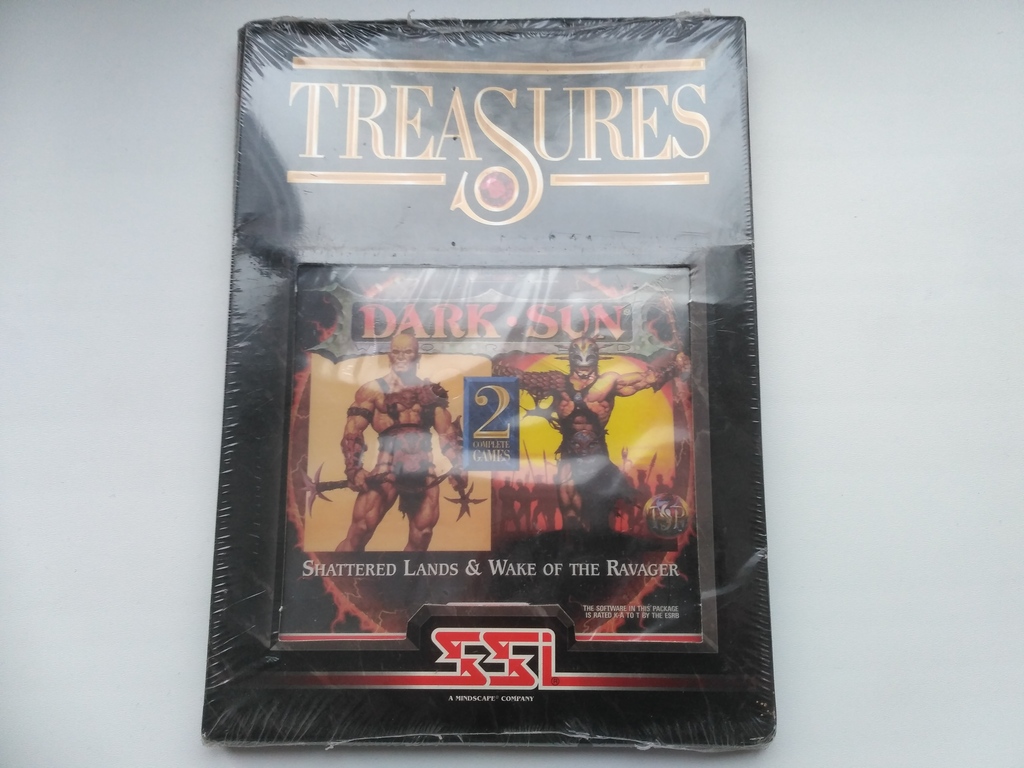 TREASURES
DARK·SUN
2
COMPLETE
GAMES
TSR
SHATTERED LANDS & WAKE OF THE RAVAGER
THE SOFTWARE IN THIS PACKAGE
IS RATED K-A TO T BY THE ESRB
SSI®
A MINDSCAPE® COMPANY